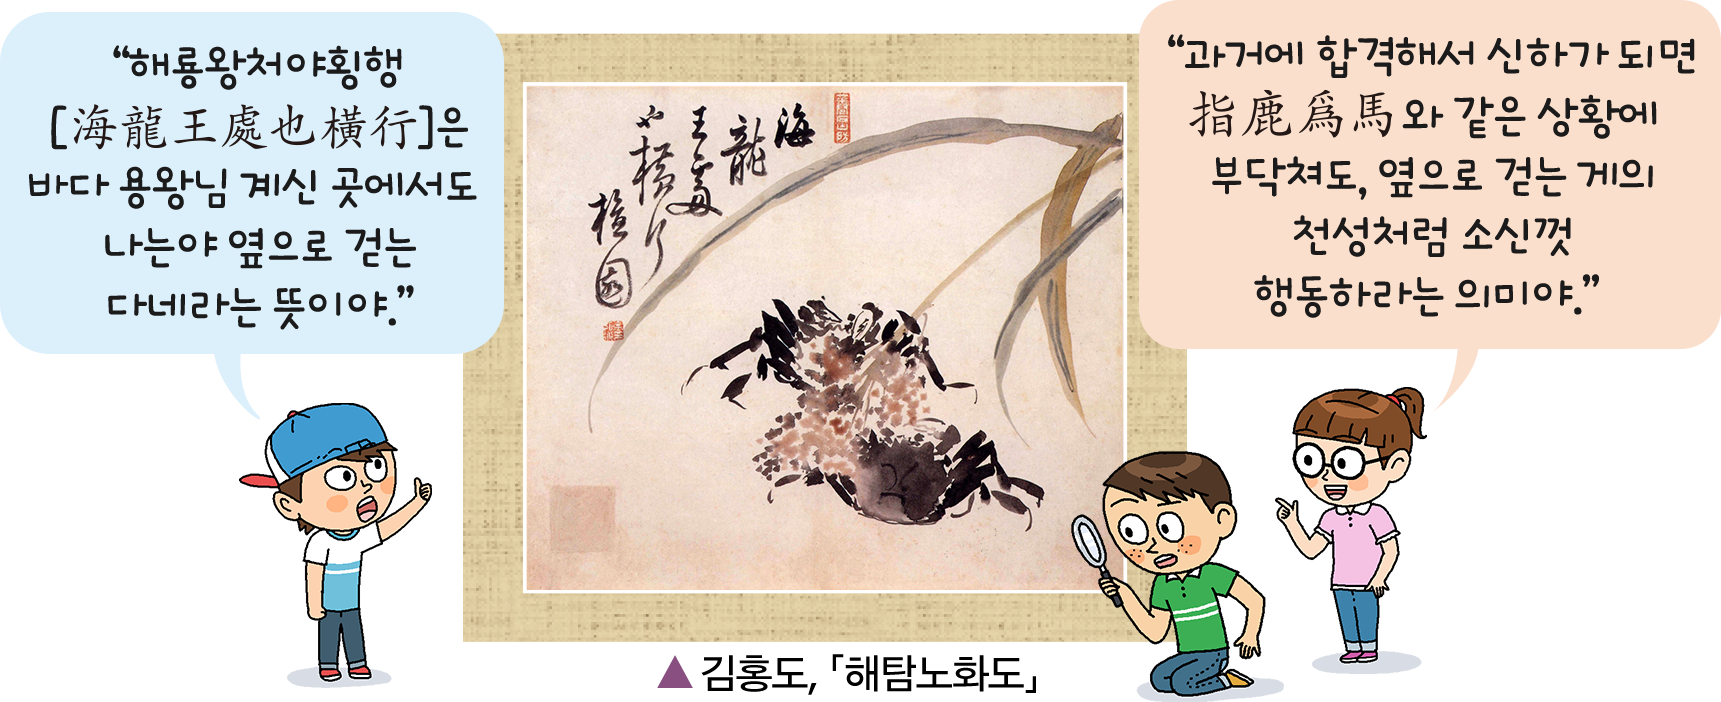 “해룡왕처야횡행
[海龍王處也橫行]은
바다 용왕님 계신 곳에서도
나는야 옆으로 걷는
다네라는 뜻이야.”
海
龍
王處
也橫行
檀園
“과거에 합격해서 신하가 되면
指鹿爲馬와 같은 상황에
부닥쳐도, 옆으로 걷는 게의
천성처럼 소신껏
행동하라는 의미야.”
▲ 김홍도, 「해탐노화도」